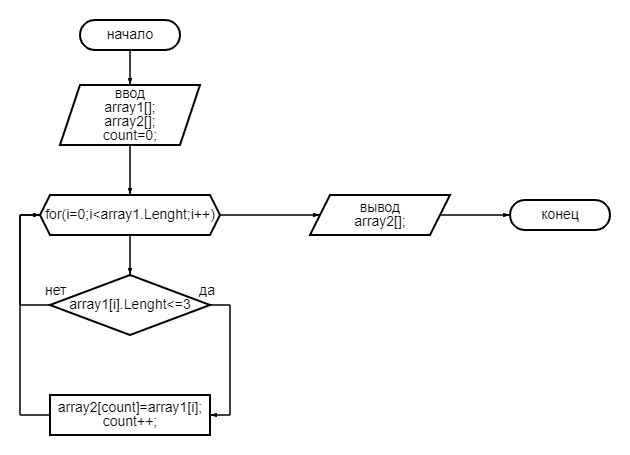 начало
ввод
array1[];
array2[];
count=0;
for(i=0;i<array1.Lenght;i++)
вывод
array2[];
конец
нет
да
array1[i].Lenght<=3
array2[count]=array1[i];
count++;